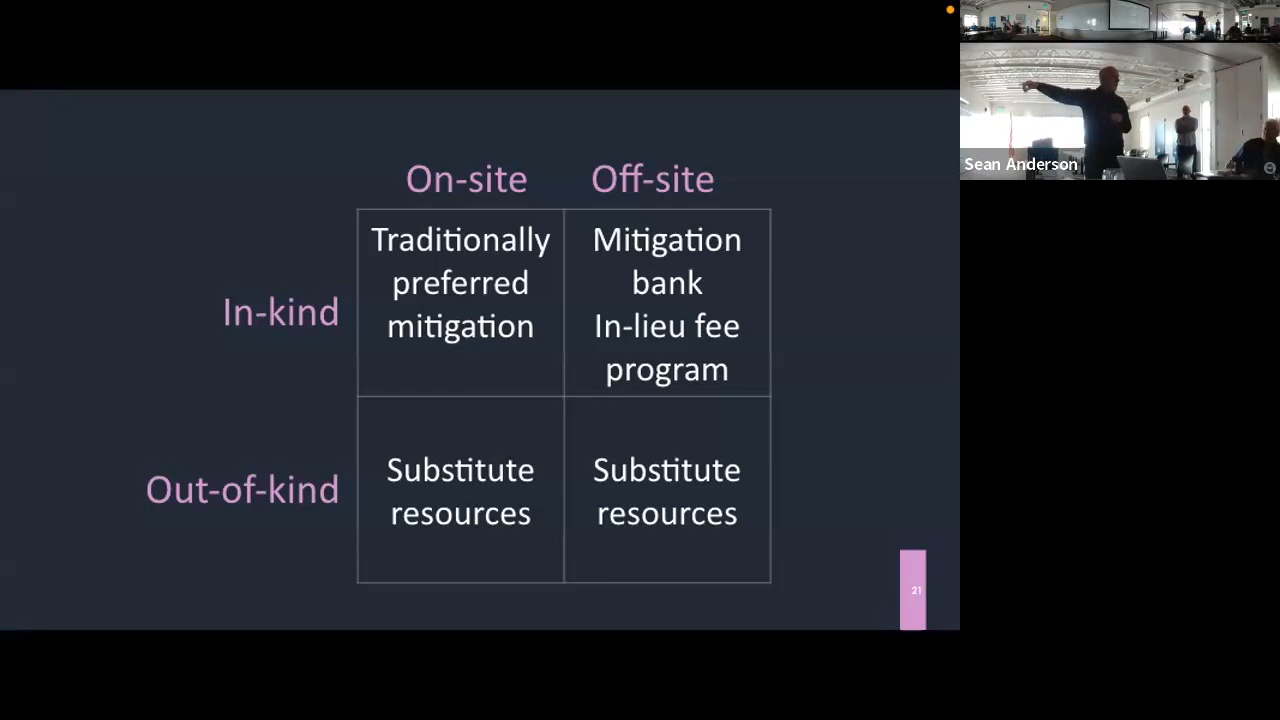 On-site Off-site
In-kind
Traditionally
preferred
mitigation
Mitigation
bank
In-lieu fee
program
Out-of-kind
Substitute
resources
Substitute
resources
21
Sean Anderson